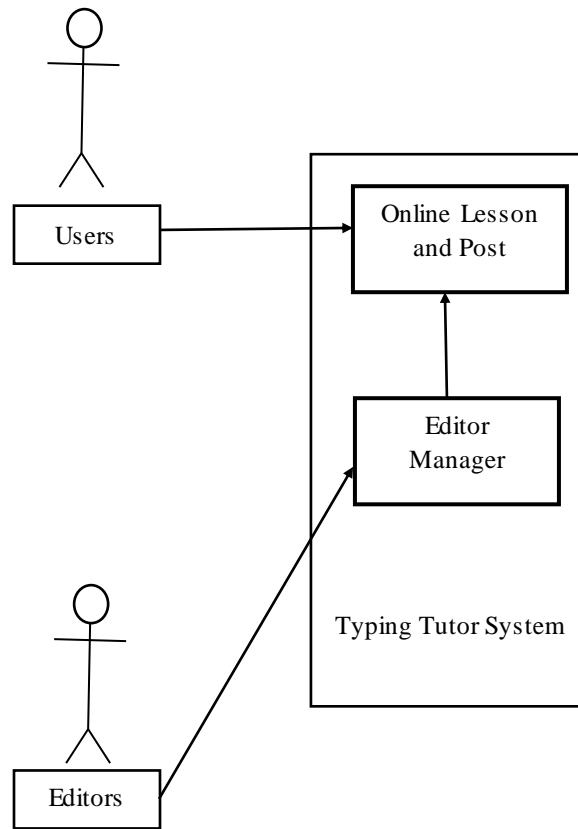 Users
Online Lesson
and Post
Editor
Manager
Typing Tutor System
Editors